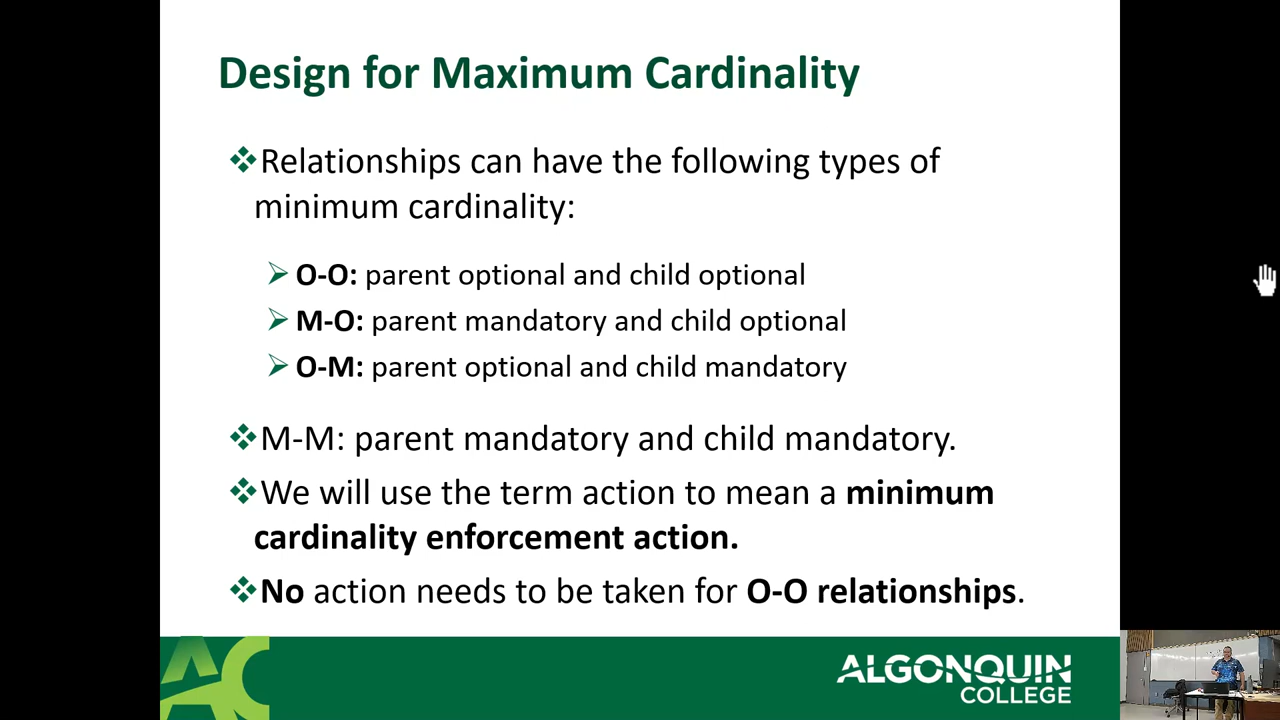 Design for Maximum Cardinality
❖Relationships can have the following types of
minimum cardinality:
➢ O-O: parent optional and child optional
➢ M-O: parent mandatory and child optional
➢ O-M: parent optional and child mandatory
❖M-M: parent mandatory and child mandatory.
❖We will use the term action to mean a minimum
cardinality enforcement action.
❖No action needs to be taken for O-O relationships.
AC
ALGONQUIN
COLLEGE